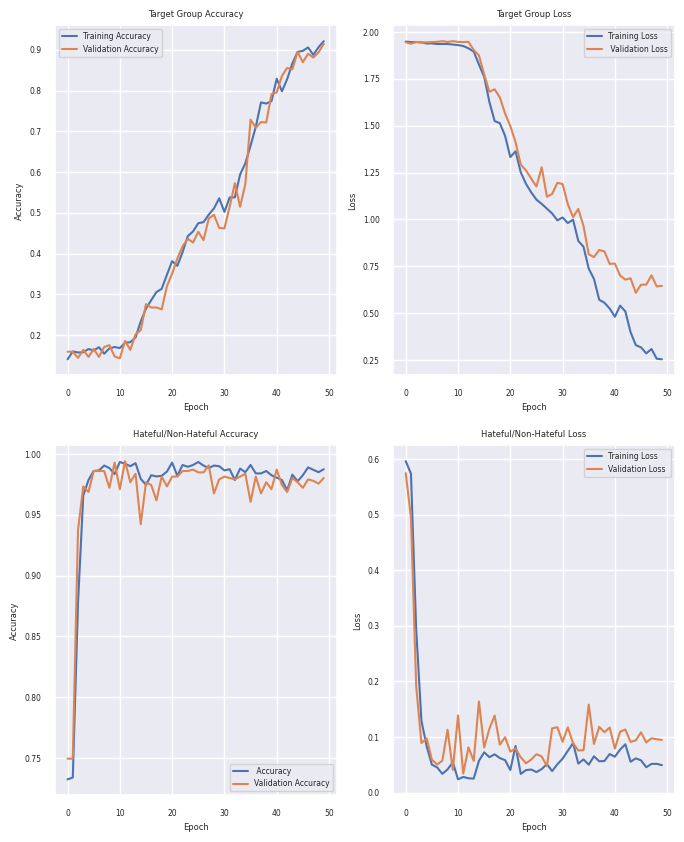 Target Group Accuracy
Training Accuracy
Validation Accuracy
0.9
0.8
0.7
0.6
0.5
0.4
0.3
0.2
Accuracy
0
10
20
30
40
50
Epoch
Target Group Loss
Training Loss
Validation Loss
2.00
1.75
1.50
1.25
1.00
0.75
0.50
0.25
Loss
0
10
20
30
40
50
Epoch
Hateful/Non-Hateful Accuracy
1.00
0.95
0.90
0.85
0.80
0.75
Accuracy
Accuracy
Validation Accuracy
0
10
20
30
40
50
Epoch
Hateful/Non-Hateful Loss
Training Loss
Validation Loss
0.6
0.5
0.4
0.3
0.2
0.1
0.0
Loss
0
10
20
30
40
50
Epoch